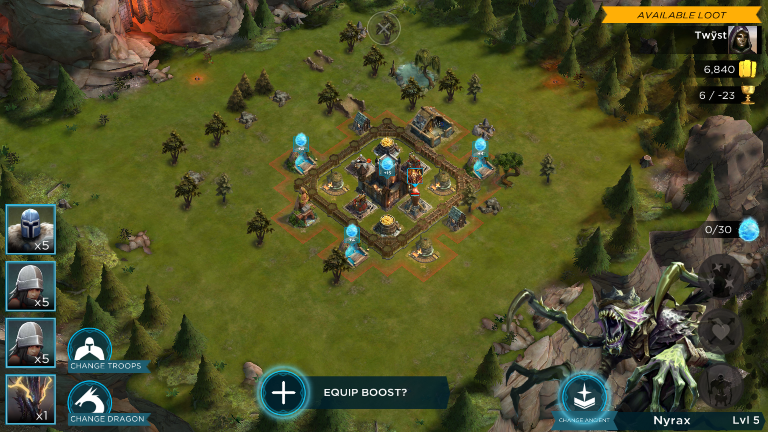 AVAILABLE LOOT
Twÿst
6,840
6 / -23
0/30
x5
x5
x5
x1
CHANGE TROOPS
CHANGE DRAGON
EQUIP BOOST?
CHANGE ANCIENT
Nyrax Lvl 5